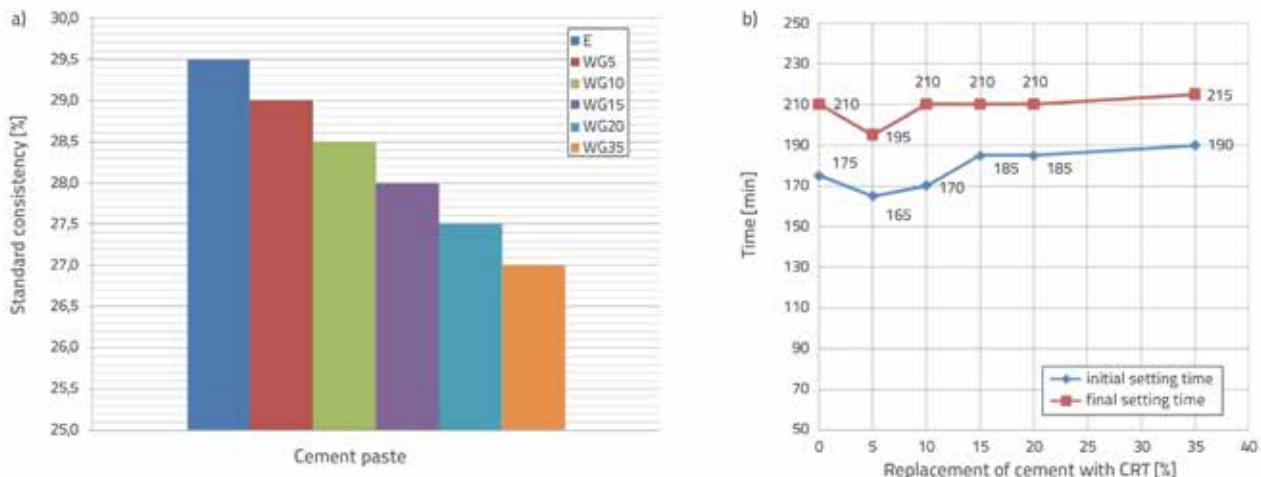 a)
30,0
29,5
29,0
28,5
28,0
27,5
27,0
26,5
26,0
25,5
25,0
Standard consistency [%]
Cement paste
E
WG5
WG10
WG15
WG20
WG35
b)
250
230
210
190
170
150
130
110
90
70
50
Time [min]
210
195
210
210
210
215
175
165
170
185
185
190
initial setting time
final setting time
0 5 10 15 20 25 30 35 40
Replacement of cement with CRT [%]